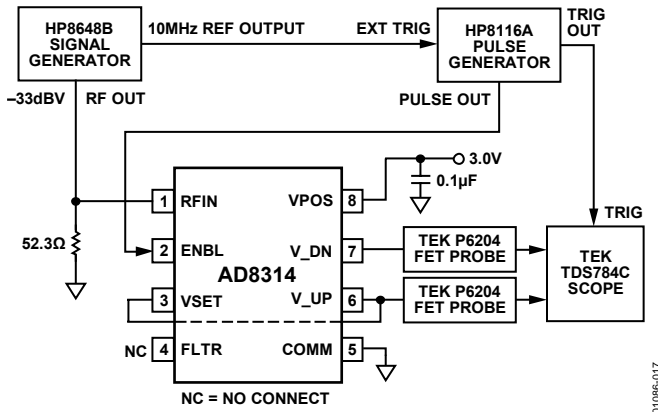 HP8648B
SIGNAL
GENERATOR
10MHz REF OUTPUT
EXT TRIG
HP8116A
PULSE
GENERATOR
TRIG
OUT
–33dBV
RF OUT
PULSE OUT
3.0V
0.1µF
TRIG
1 RFIN
VPOS 8
52.3Ω
2 ENBL
V_DN 7
TEK P6204
FET PROBE
TEK
TDS784C
SCOPE
AD8314
3 VSET
V_UP 6
TEK P6204
FET PROBE
NC 4 FLTR
COMM 5
NC = NO CONNECT
01086-017